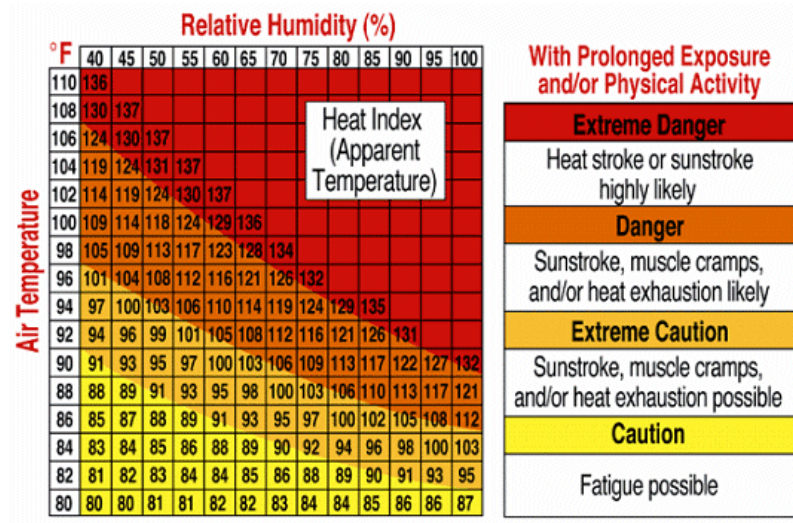 Relative Humidity (%)
°F 40 45 50 55 60 65 70 75 80 85 90 95 100
110 136
108 130 137
106 124 130 137
104 119 124 131 137
102 114 119 124 130 137
100 109 114 118 124 129 136
98 105 109 113 117 123 128 134
96 101 104 108 112 116 121 126 132
94 97 100 103 106 110 114 119 124 129 135
92 94 96 99 101 105 108 112 116 121 126 131
90 91 93 95 97 100 103 106 109 113 117 122 127 132
88 88 89 91 93 95 98 100 103 106 110 113 117 121
86 85 87 88 89 91 93 95 97 100 102 105 108 112
84 83 84 85 86 88 89 90 92 94 96 98 100 103
82 81 82 83 84 84 85 86 88 89 90 91 93 95
80 80 80 81 81 82 82 83 84 84 85 86 86 87
Air Temperature
Heat Index
(Apparent
Temperature)
With Prolonged Exposure
and/or Physical Activity
Extreme Danger
Heat stroke or sunstroke
highly likely
Danger
Sunstroke, muscle cramps,
and/or heat exhaustion likely
Extreme Caution
Sunstroke, muscle cramps,
and/or heat exhaustion possible
Caution
Fatigue possible